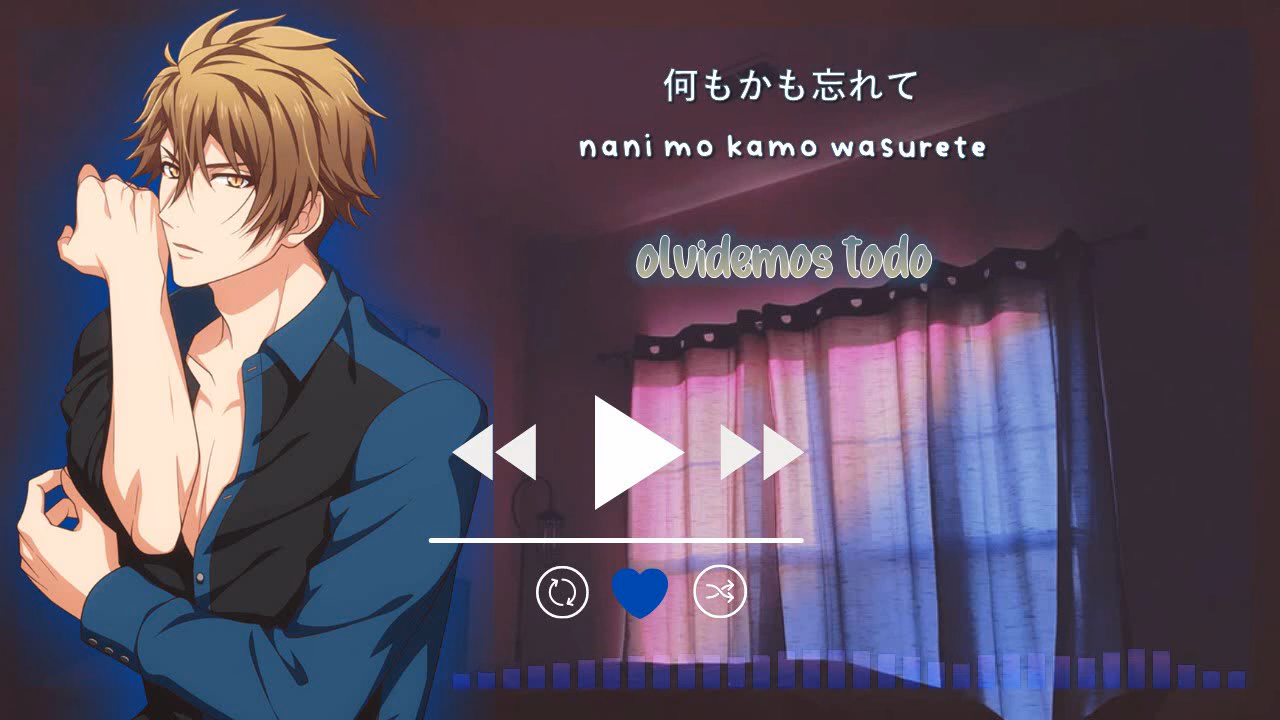 何もかも忘れて
nani mo kamo wasurete
olvidemos todo